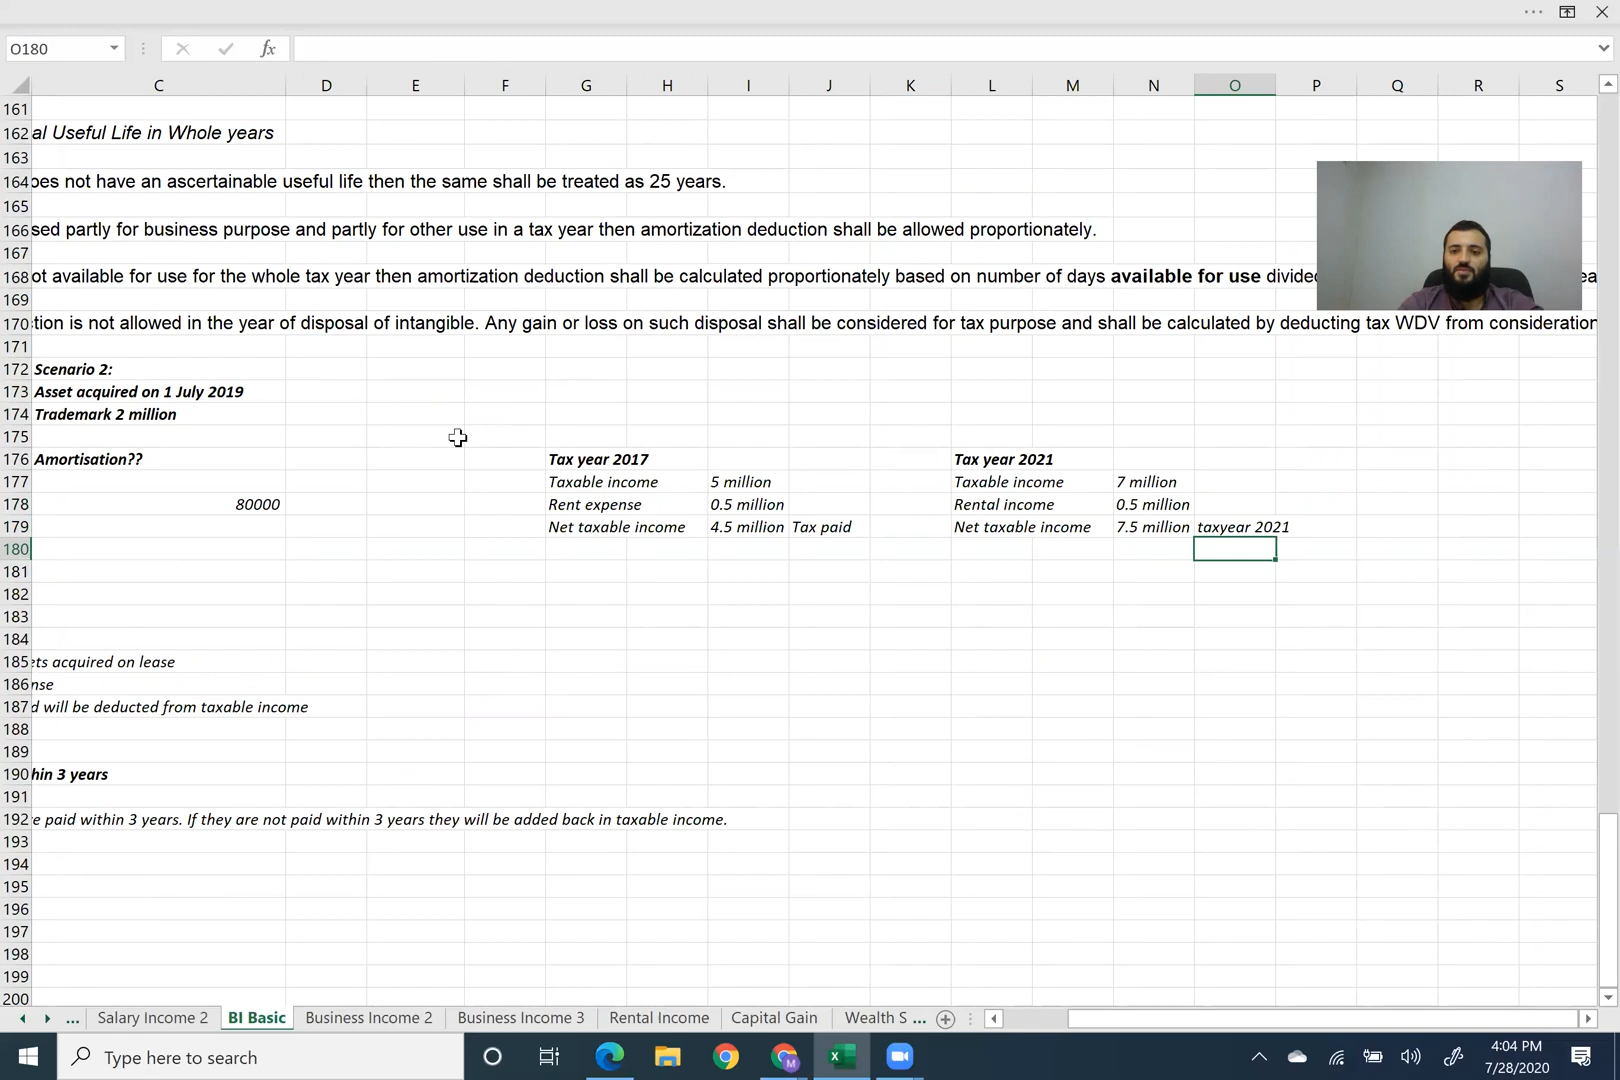 O180
fx
C D E F G H I J K L M N O P Q R S
161
162 al Useful Life in Whole years
163
164 oes not have an ascertainable useful life then the same shall be treated as 25 years.
165
166 sed partly for business purpose and partly for other use in a tax year then amortization deduction shall be allowed proportionately.
167
168 ot available for use for the whole tax year then amortization deduction shall be calculated proportionately based on number of days available for use divided
169
170 tion is not allowed in the year of disposal of intangible. Any gain or loss on such disposal shall be considered for tax purpose and shall be calculated by deducting tax WDV from consideration
171
172 Scenario 2:
173 Asset acquired on 1 July 2019
174 Trademark 2 million
175
176 Amortisation?? Tax year 2017 Tax year 2021
177 Taxable income 5 million Taxable income 7 million
178 80000 Rent expense 0.5 million Rental income 0.5 million
179 Net taxable income 4.5 million Tax paid Net taxable income 7.5 million taxyear 2021
180
181
182
183
184
185 ets acquired on lease
186 nse
187 d will be deducted from taxable income
188
189
190 hin 3 years
191
192 e paid within 3 years. If they are not paid within 3 years they will be added back in taxable income.
193
194
195
196
197
198
199
200
... Salary Income 2 BI Basic Business Income 2 Business Income 3 Rental Income Capital Gain Wealth S ...
Type here to search
4:04 PM
7/28/2020